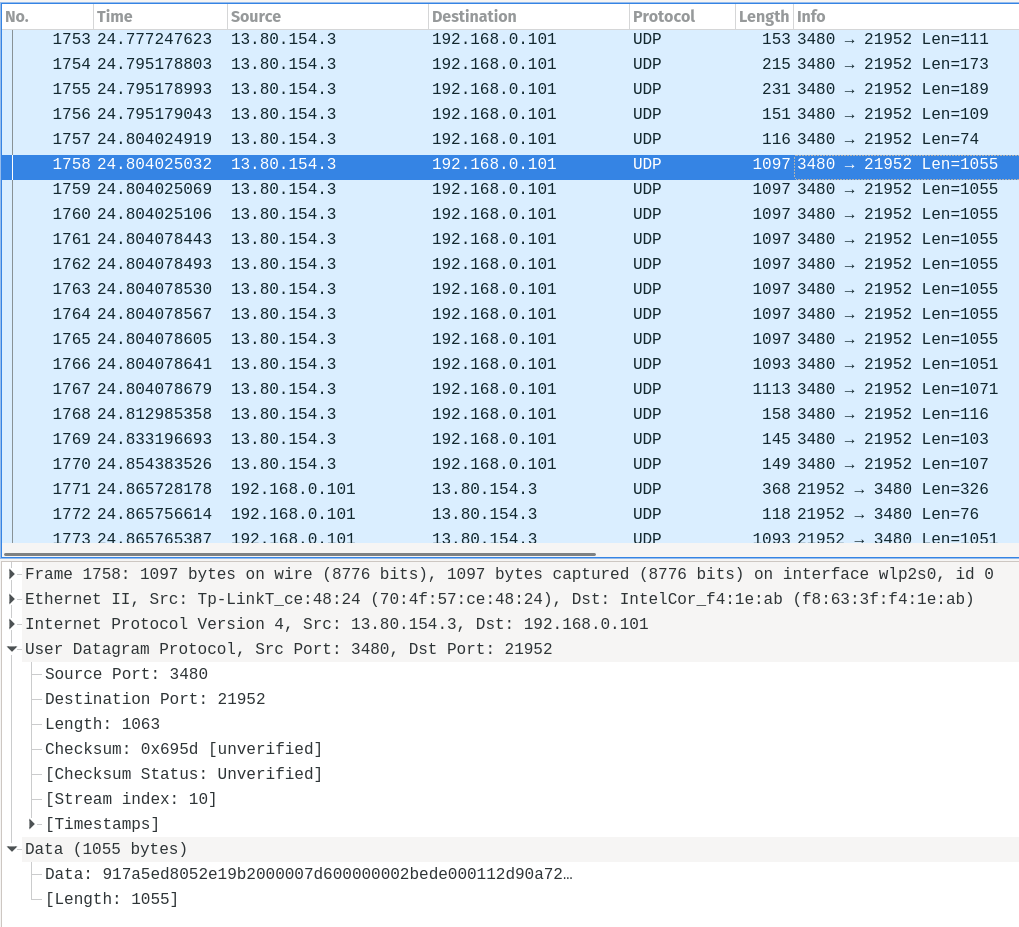 No. Time Source Destination Protocol Length Info
1753 24.777247623 13.80.154.3 192.168.0.101 UDP 153 3480 → 21952 Len=111
1754 24.795178803 13.80.154.3 192.168.0.101 UDP 215 3480 → 21952 Len=173
1755 24.795178993 13.80.154.3 192.168.0.101 UDP 231 3480 → 21952 Len=189
1756 24.795179043 13.80.154.3 192.168.0.101 UDP 151 3480 → 21952 Len=109
1757 24.804024919 13.80.154.3 192.168.0.101 UDP 116 3480 → 21952 Len=74
1758 24.804025032 13.80.154.3 192.168.0.101 UDP 1097 3480 → 21952 Len=1055
1759 24.804025069 13.80.154.3 192.168.0.101 UDP 1097 3480 → 21952 Len=1055
1760 24.804025106 13.80.154.3 192.168.0.101 UDP 1097 3480 → 21952 Len=1055
1761 24.804078443 13.80.154.3 192.168.0.101 UDP 1097 3480 → 21952 Len=1055
1762 24.804078493 13.80.154.3 192.168.0.101 UDP 1097 3480 → 21952 Len=1055
1763 24.804078530 13.80.154.3 192.168.0.101 UDP 1097 3480 → 21952 Len=1055
1764 24.804078567 13.80.154.3 192.168.0.101 UDP 1097 3480 → 21952 Len=1055
1765 24.804078605 13.80.154.3 192.168.0.101 UDP 1097 3480 → 21952 Len=1055
1766 24.804078641 13.80.154.3 192.168.0.101 UDP 1093 3480 → 21952 Len=1051
1767 24.804078679 13.80.154.3 192.168.0.101 UDP 1113 3480 → 21952 Len=1071
1768 24.812985358 13.80.154.3 192.168.0.101 UDP 158 3480 → 21952 Len=116
1769 24.833196693 13.80.154.3 192.168.0.101 UDP 145 3480 → 21952 Len=103
1770 24.854383526 13.80.154.3 192.168.0.101 UDP 149 3480 → 21952 Len=107
1771 24.865728178 192.168.0.101 13.80.154.3 UDP 368 21952 → 3480 Len=326
1772 24.865756614 192.168.0.101 13.80.154.3 UDP 118 21952 → 3480 Len=76
1773 24.865765387 192.168.0.101 13.80.154.3 UDP 1093 21952 → 3480 Len=1051
Frame 1758: 1097 bytes on wire (8776 bits), 1097 bytes captured (8776 bits) on interface wlp2s0, id 0
Ethernet II, Src: Tp-LinkT_ce:48:24 (70:4f:57:ce:48:24), Dst: IntelCor_f4:1e:ab (f8:63:3f:f4:1e:ab)
Internet Protocol Version 4, Src: 13.80.154.3, Dst: 192.168.0.101
User Datagram Protocol, Src Port: 3480, Dst Port: 21952
Source Port: 3480
Destination Port: 21952
Length: 1063
Checksum: 0x695d [unverified]
[Checksum Status: Unverified]
[Stream index: 10]
[Timestamps]
Data (1055 bytes)
Data: 917a5ed8052e19b2000007d600000002bede000112d90a72…
[Length: 1055]